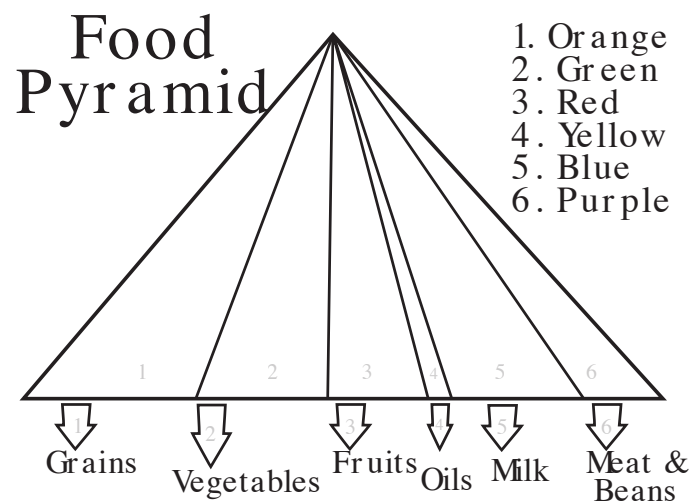 Food
Pyramid
1. Orange
2. Green
3. Red
4. Yellow
5. Blue
6. Purple
1 2 3 4 5 6
1 2 3 4 5 6
Grains Vegetables Fruits Oils Milk Meat &
Beans